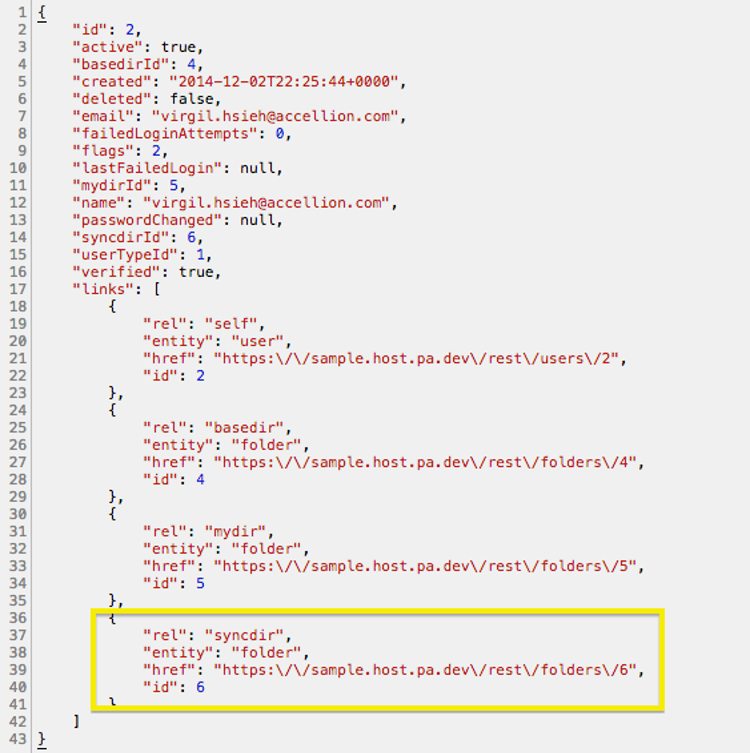 1 {
2 "id": 2,
3 "active": true,
4 "basedirId": 4,
5 "created": "2014-12-02T22:25:44+0000",
6 "deleted": false,
7 "email": "virgil.hsieh@accellion.com",
8 "failedLoginAttempts": 0,
9 "flags": 2,
10 "lastFailedLogin": null,
11 "mydirId": 5,
12 "name": "virgil.hsieh@accellion.com",
13 "passwordChanged": null,
14 "syncdirId": 6,
15 "userTypeId": 1,
16 "verified": true,
17 "links": [
18 {
19 "rel": "self",
20 "entity": "user",
21 "href": "https:\/\/sample.host.pa.dev\/rest\/users\/2",
22 "id": 2
23 },
24 {
25 "rel": "basedir",
26 "entity": "folder",
27 "href": "https:\/\/sample.host.pa.dev\/rest\/folders\/4",
28 "id": 4
29 },
30 {
31 "rel": "mydir",
32 "entity": "folder",
33 "href": "https:\/\/sample.host.pa.dev\/rest\/folders\/5",
34 "id": 5
35 },
36 {
37 "rel": "syncdir",
38 "entity": "folder",
39 "href": "https:\/\/sample.host.pa.dev\/rest\/folders\/6",
40 "id": 6
41 }
42 ]
43 }